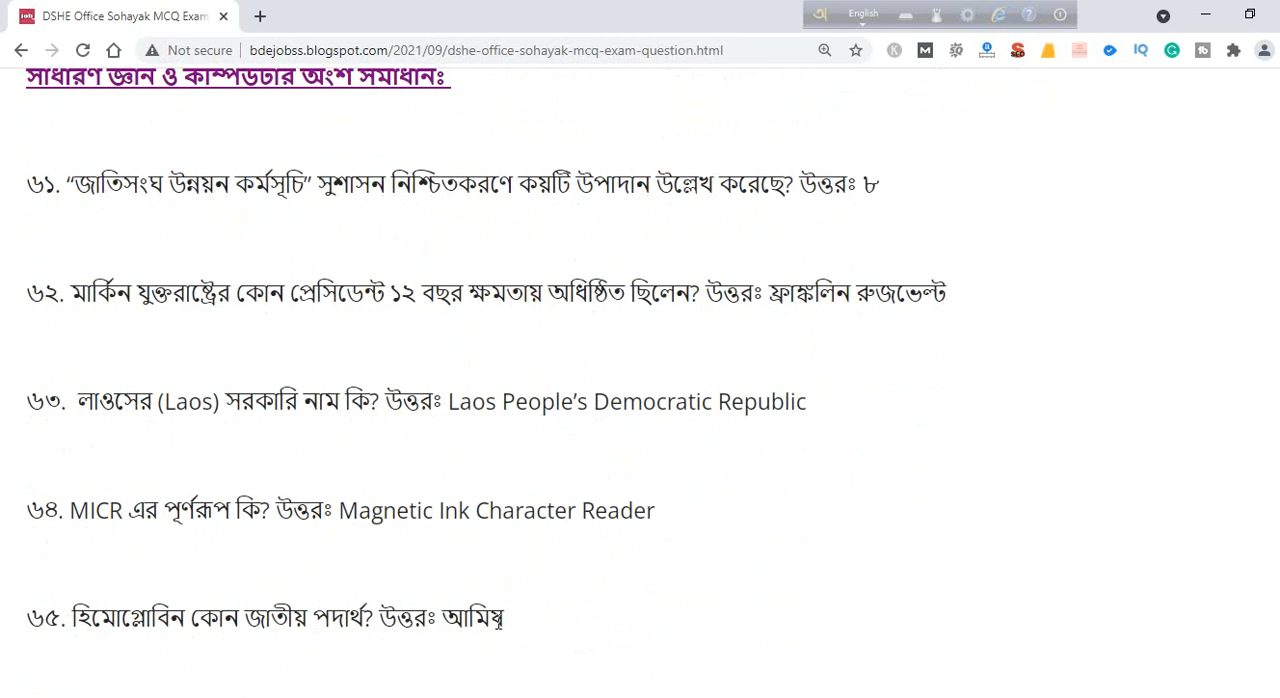 DSHE Office Sohayak MCQ Exam
English
Not secure | bdejobss.blogspot.com/2021/09/dshe-office-sohayak-mcq-exam-question.html
সাধারণ জ্ঞান ও কম্পিউটার অংশ সমাধানঃ
৬১. “জাতিসংঘ উন্নয়ন কর্মসূচি” সুশাসন নিশ্চিতকরণে কয়টি উপাদান উল্লেখ করেছে? উত্তরঃ ৮
৬২. মার্কিন যুক্তরাষ্ট্রের কোন প্রেসিডেন্ট ১২ বছর ক্ষমতায় অধিষ্ঠিত ছিলেন? উত্তরঃ ফ্রাঙ্কলিন রুজভেল্ট
৬৩. লাওসের (Laos) সরকারি নাম কি? উত্তরঃ Laos People’s Democratic Republic
৬৪. MICR এর পূর্ণরূপ কি? উত্তরঃ Magnetic Ink Character Reader
৬৫. হিমোগ্লোবিন কোন জাতীয় পদার্থ? উত্তরঃ আমিষ